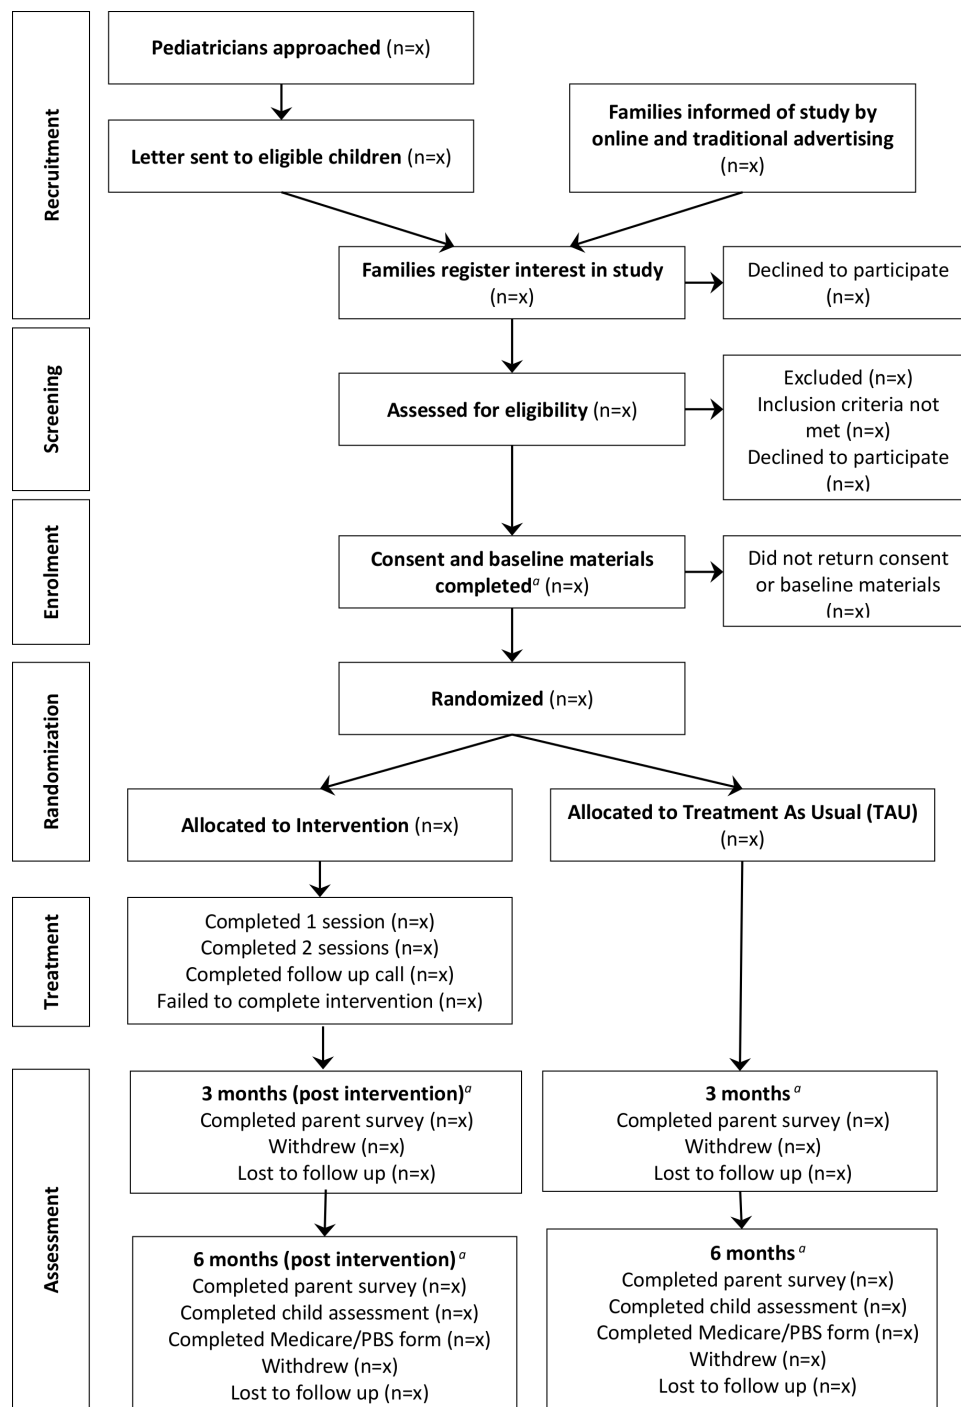 Recruitment
Pediatricians approached (n=x)
Letter sent to eligible children (n=x)
Families informed of study by
online and traditional advertising
(n=x)
Families register interest in study
(n=x)
Declined to participate
(n=x)
Screening
Assessed for eligibility (n=x)
Excluded (n=x)
Inclusion criteria not
met (n=x)
Declined to participate
(n=x)
Enrolment
Consent and baseline materials
completedᵃ (n=x)
Did not return consent
or baseline materials
(n=x)
Randomization
Randomized (n=x)
Allocated to Intervention (n=x)
Allocated to Treatment As Usual (TAU)
(n=x)
Treatment
Completed 1 session (n=x)
Completed 2 sessions (n=x)
Completed follow up call (n=x)
Failed to complete intervention (n=x)
Assessment
3 months (post intervention)ᵃ
Completed parent survey (n=x)
Withdrew (n=x)
Lost to follow up (n=x)
3 months ᵃ
Completed parent survey (n=x)
Withdrew (n=x)
Lost to follow up (n=x)
6 months (post intervention) ᵃ
Completed parent survey (n=x)
Completed child assessment (n=x)
Completed Medicare/PBS form (n=x)
Withdrew (n=x)
Lost to follow up (n=x)
6 months ᵃ
Completed parent survey (n=x)
Completed child assessment (n=x)
Completed Medicare/PBS form (n=x)
Withdrew (n=x)
Lost to follow up (n=x)